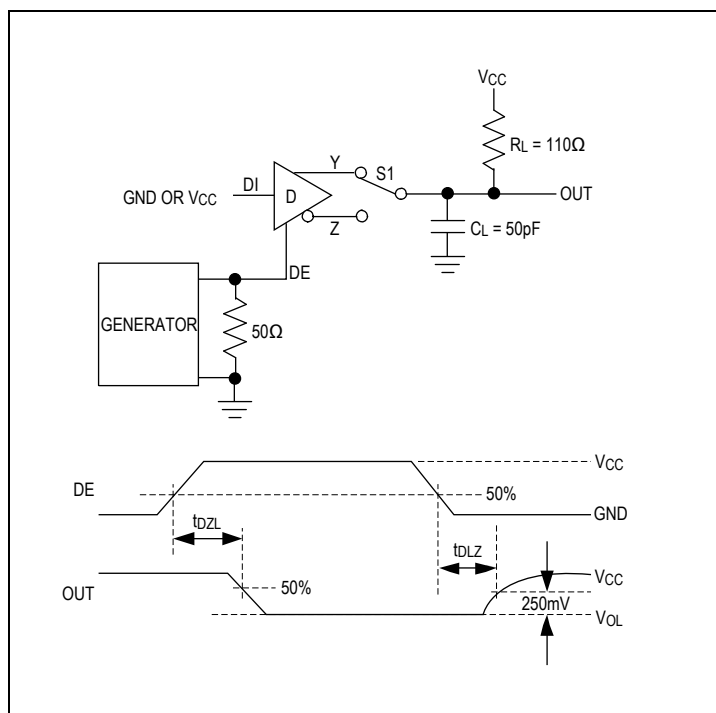 VCC
RL = 110Ω
Y
S1
DI
GND OR VCC
D
OUT
Z
CL = 50pF
DE
GENERATOR
50Ω
VCC
DE
50%
GND
tDZL
tDLZ
VCC
OUT
50%
250mV
VOL